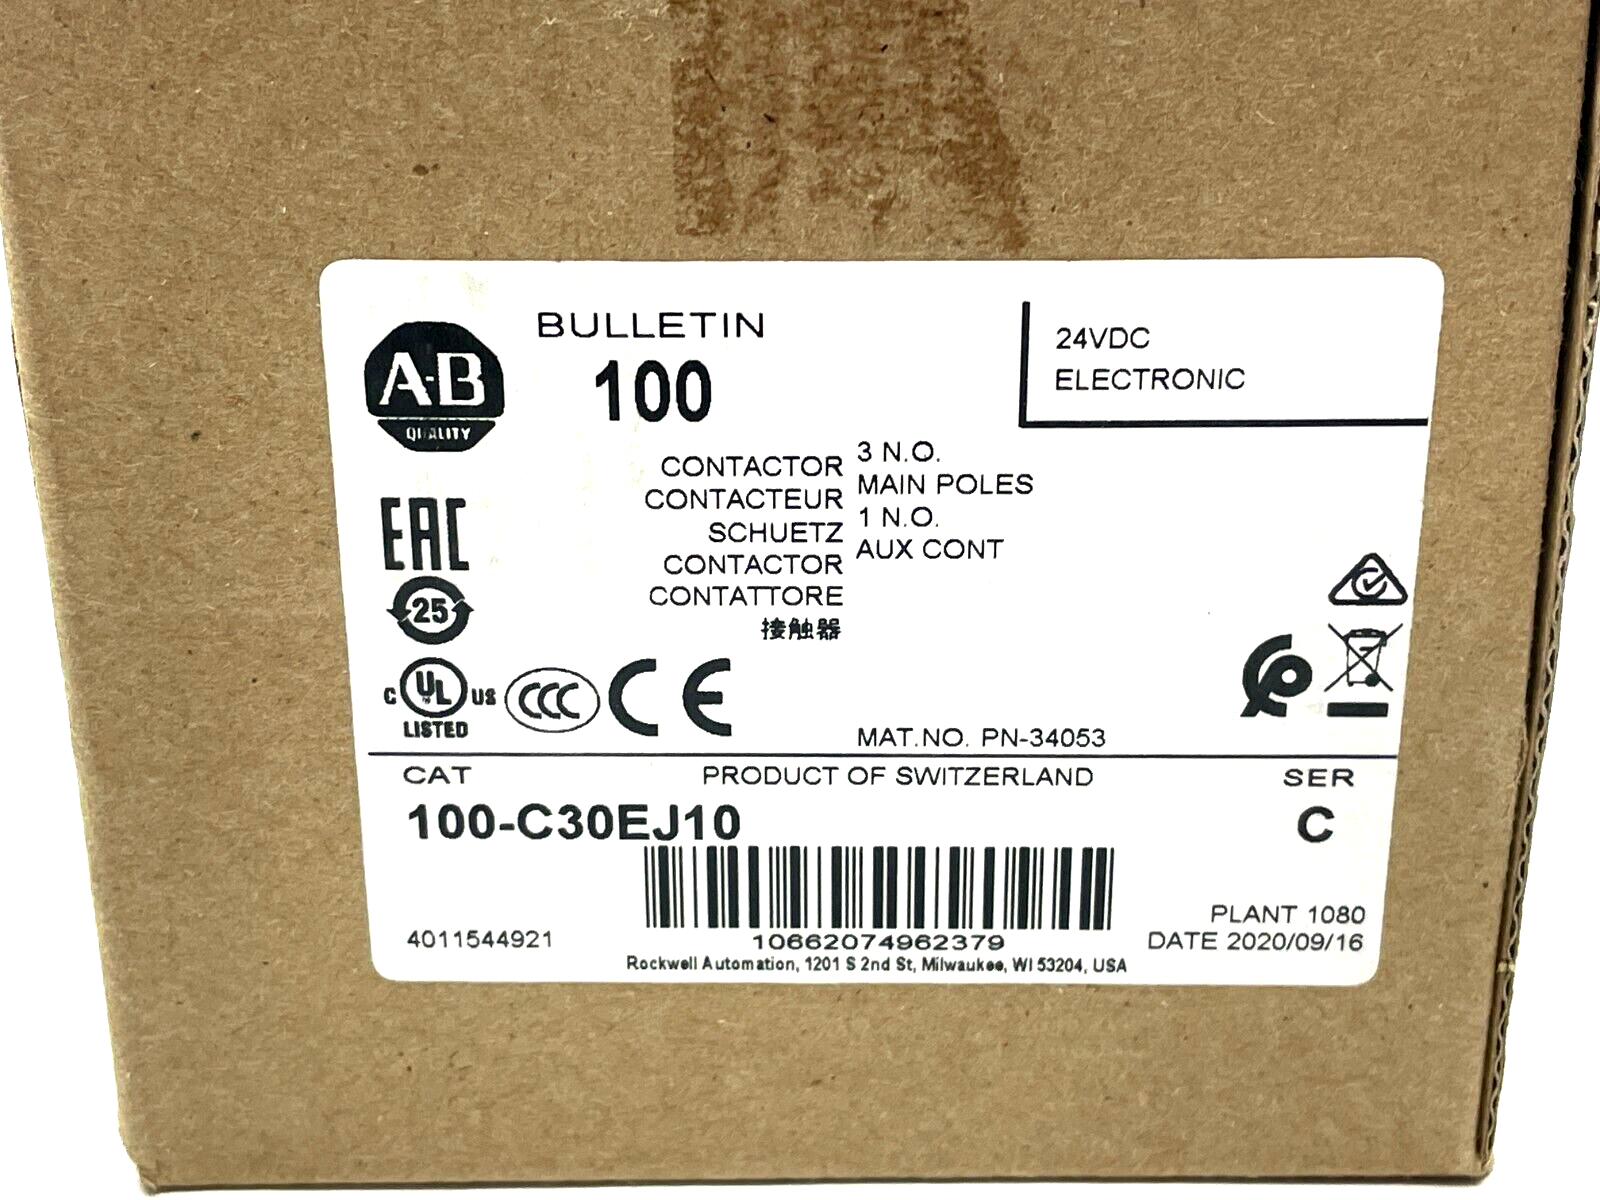 BULLETIN
100
24VDC
ELECTRONIC
A-B
QUALITY
CONTACTOR
CONTACTEUR
SCHUETZ
CONTACTOR
CONTATTORE
接触器
3 N.O.
MAIN POLES
1 N.O.
AUX CONT
EAC
25
C UL US
LISTED
CCC
CE
MAT.NO. PN-34053
CAT
PRODUCT OF SWITZERLAND
SER
100-C30EJ10
C
4011544921
10662074962379
PLANT 1080
DATE 2020/09/16
Rockwell Automation, 1201 S 2nd St, Milwaukee, WI 53204, USA